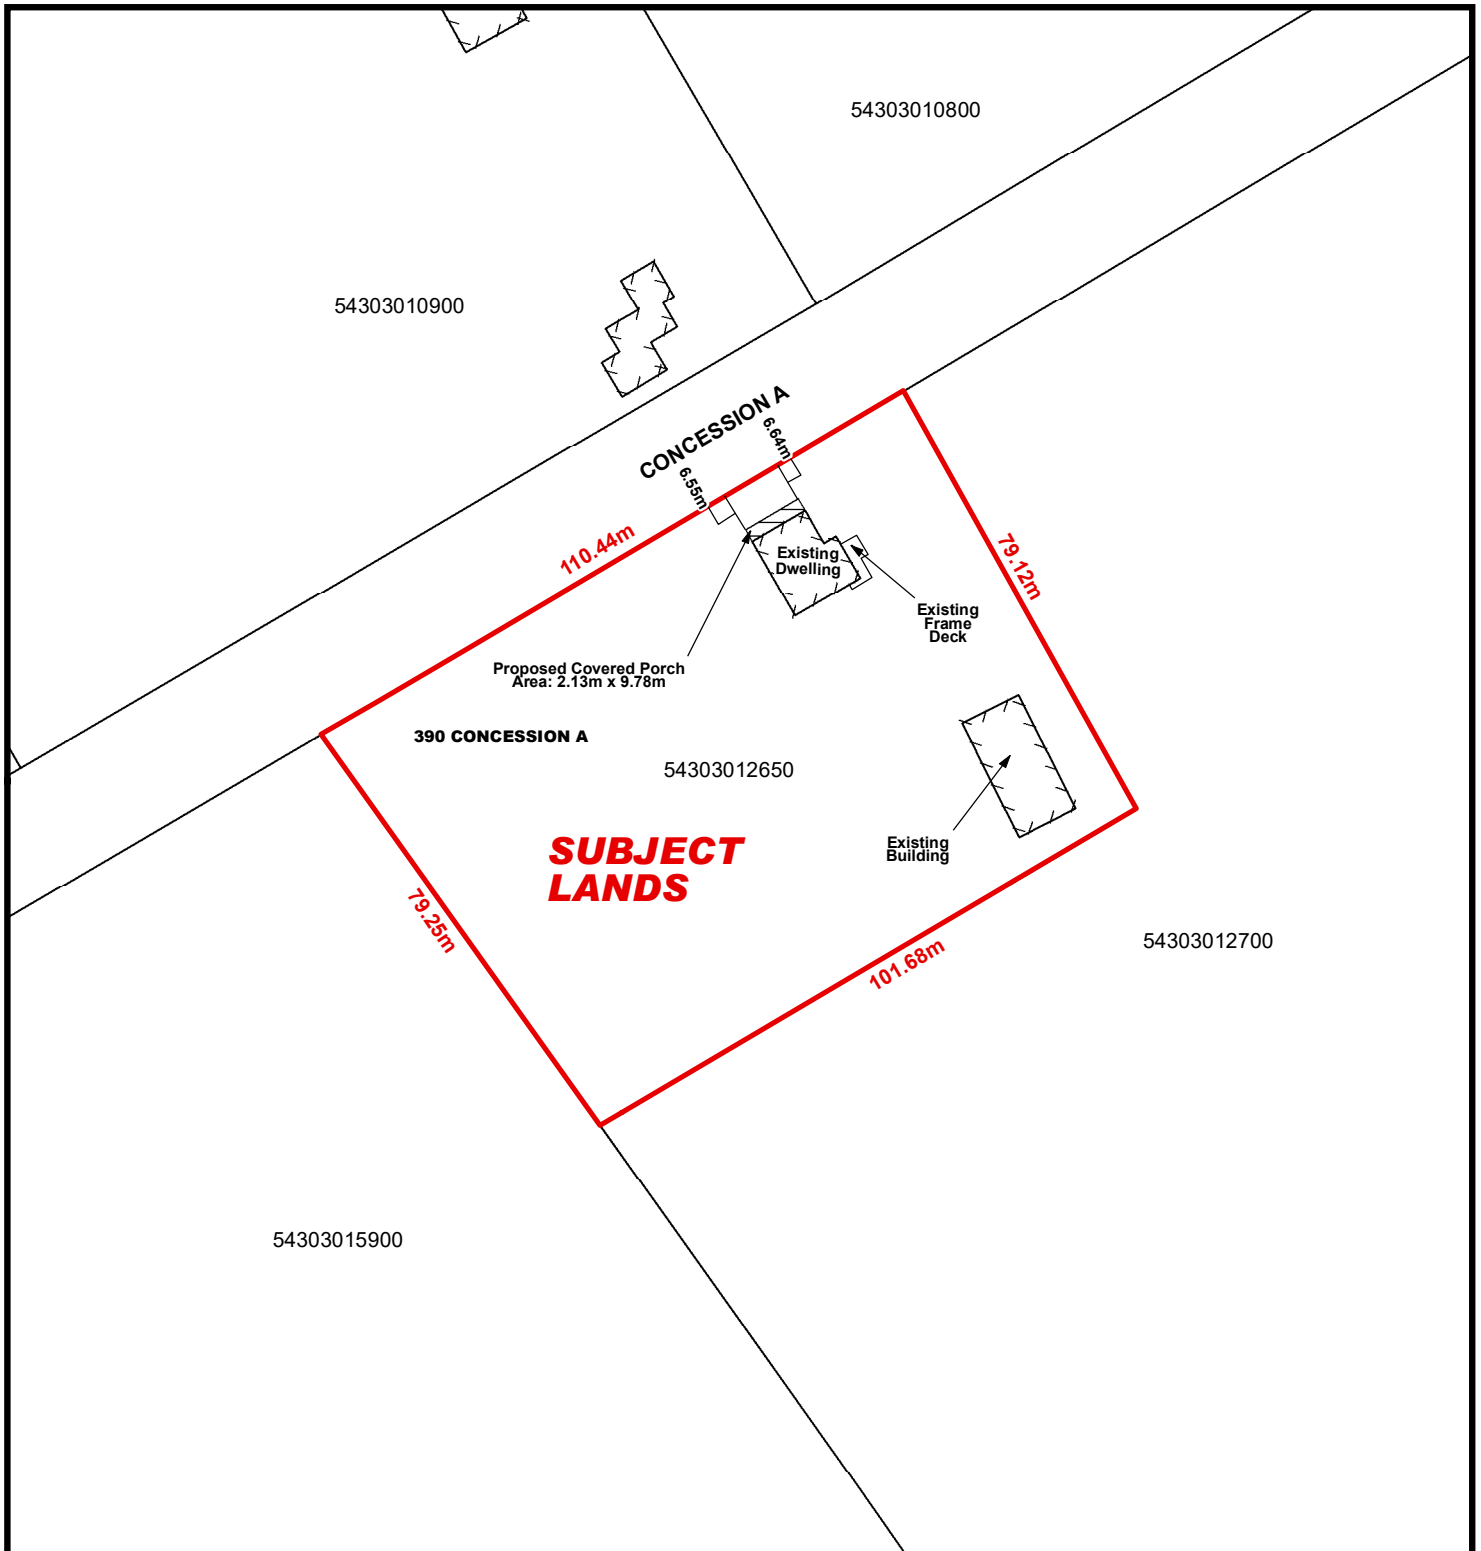 54303010800
54303010900
CONCESSION A
6.64m
6.55m
110.44m
79.12m
Existing
Dwelling
Existing
Frame
Deck
Proposed Covered Porch
Area: 2.13m x 9.78m
390 CONCESSION A
54303012650
SUBJECT
LANDS
Existing
Building
79.25m
101.68m
54303012700
54303015900